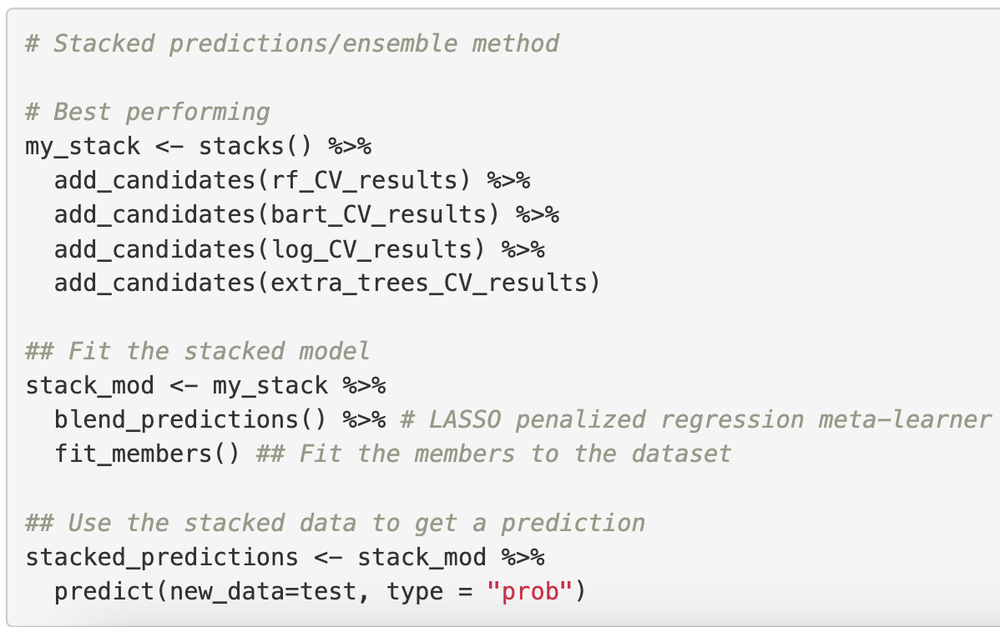 # Stacked predictions/ensemble method
# Best performing
my_stack <- stacks() %>%
  add_candidates(rf_CV_results) %>%
  add_candidates(bart_CV_results) %>%
  add_candidates(log_CV_results) %>%
  add_candidates(extra_trees_CV_results)
## Fit the stacked model
stack_mod <- my_stack %>%
  blend_predictions() %>% # LASSO penalized regression meta-learner
  fit_members() ## Fit the members to the dataset
## Use the stacked data to get a prediction
stacked_predictions <- stack_mod %>%
  predict(new_data=test, type = "prob")